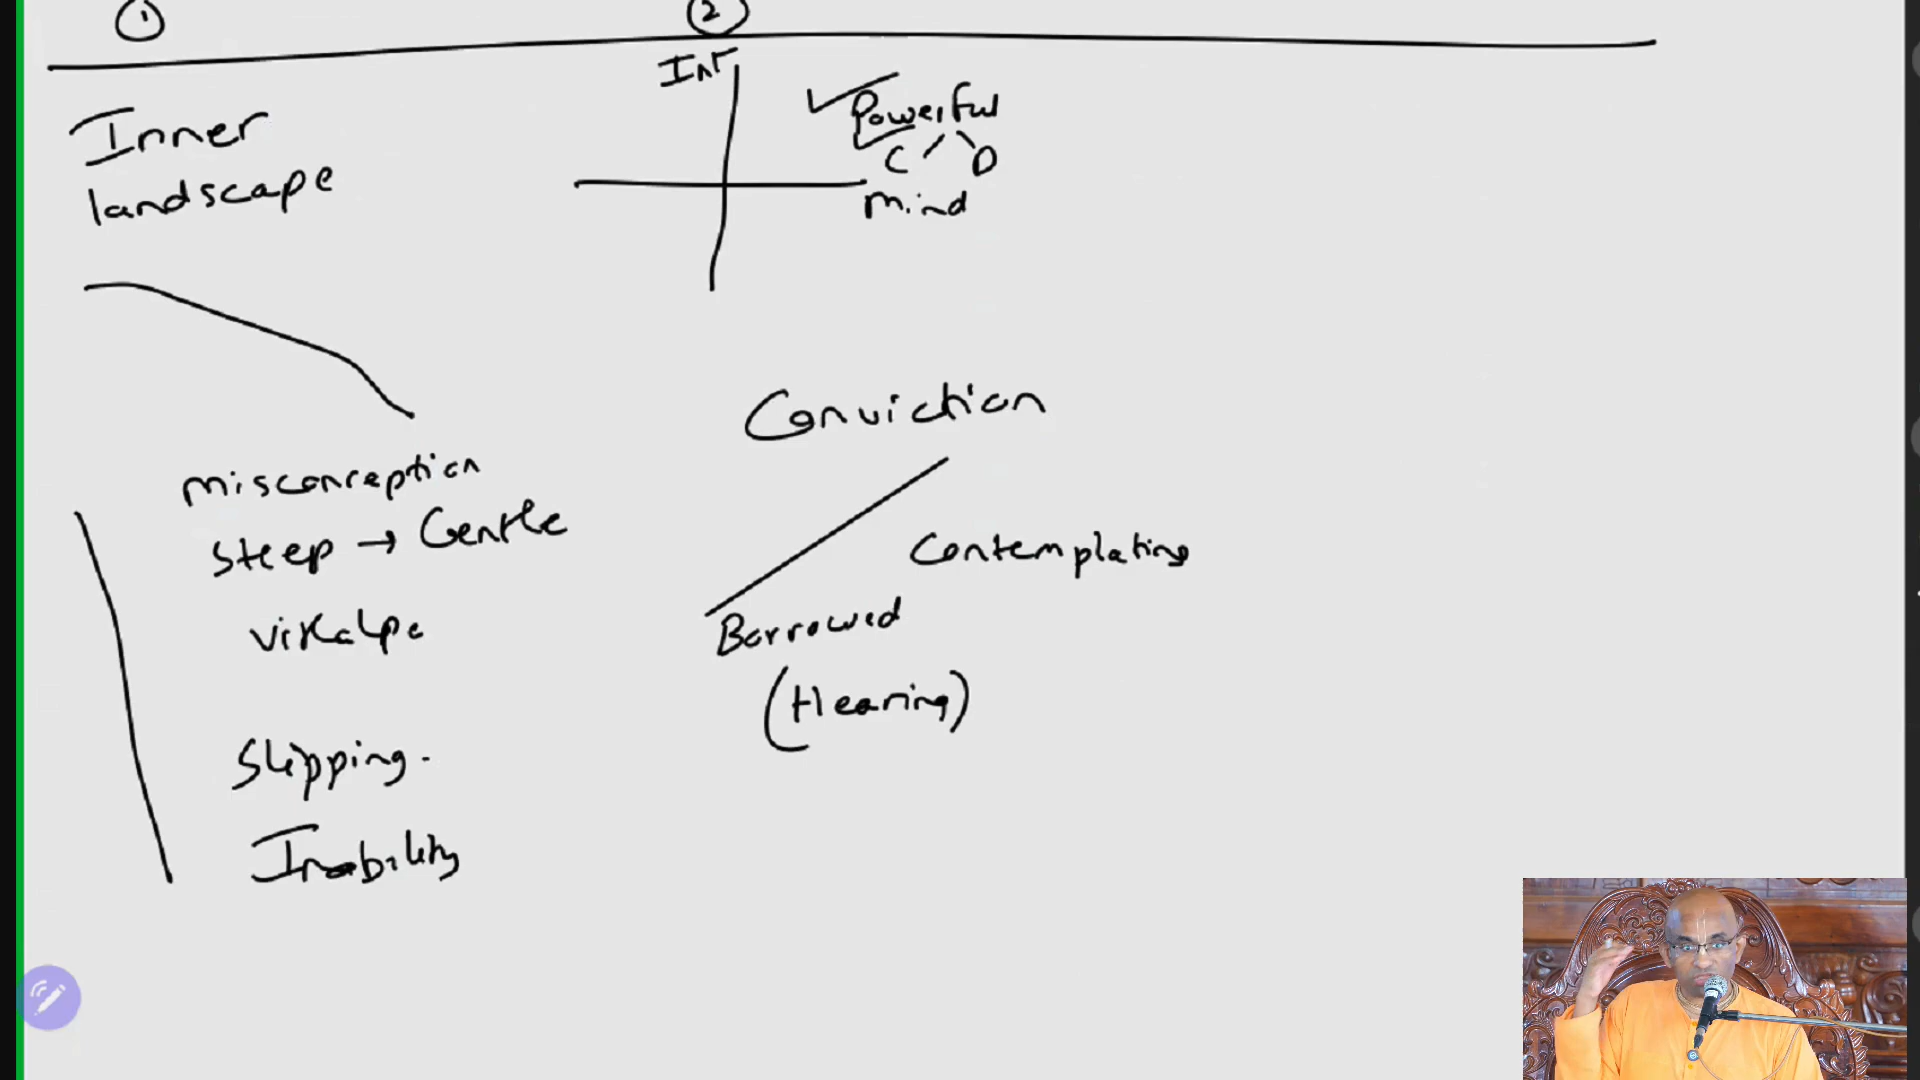 1
2
Inner
landscape
Int
Powerful
C D
Mind
misconception
steep → Gentle
vikalpa
Slipping.
Inability
Conviction
Contemplating
Borrowed
(Hearing)